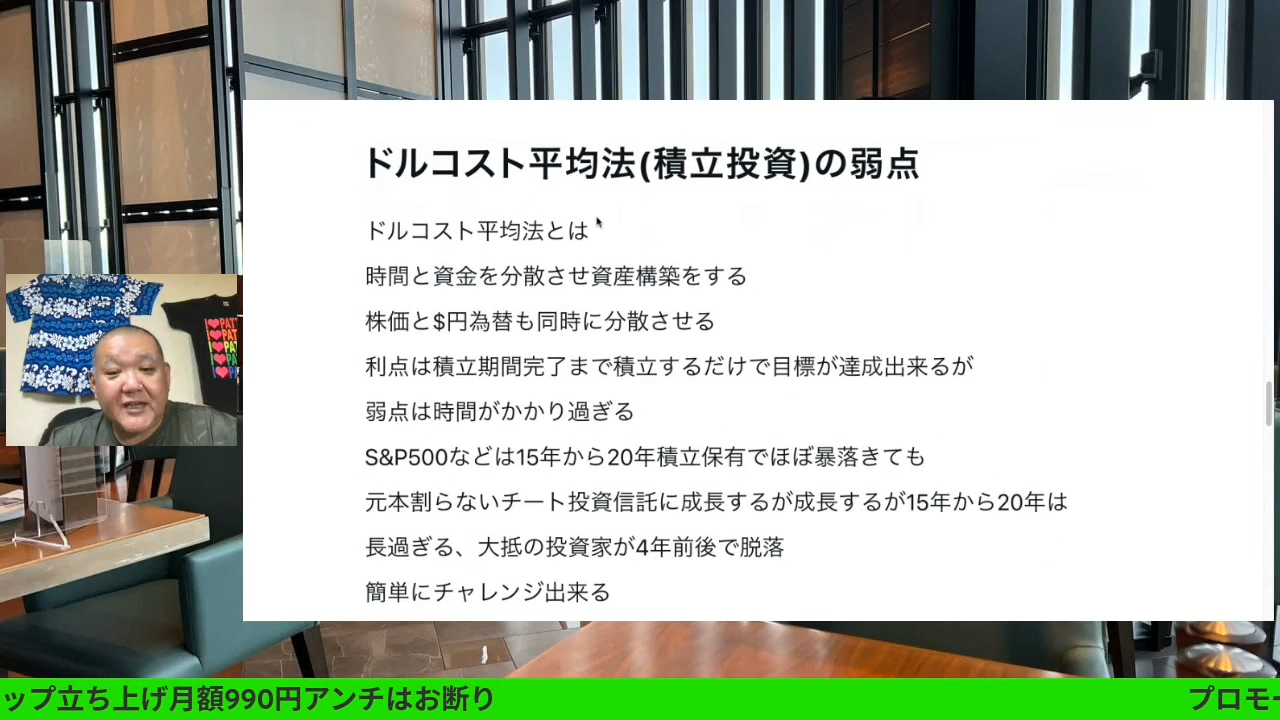 ドルコスト平均法(積立投資)の弱点
ドルコスト平均法とは
時間と資金を分散させ資産構築をする
株価と$円為替も同時に分散させる
利点は積立期間完了まで積立するだけで目標が達成出来るが
弱点は時間がかかり過ぎる
S&P500などは15年から20年積立保有でほぼ暴落きても
元本割らないチート投資信託に成長するが成長するが15年から20年は
長過ぎる、大抵の投資家が4年前後で脱落
簡単にチャレンジ出来る
ップ立ち上げ月額990円アンチはお断り
プロモー